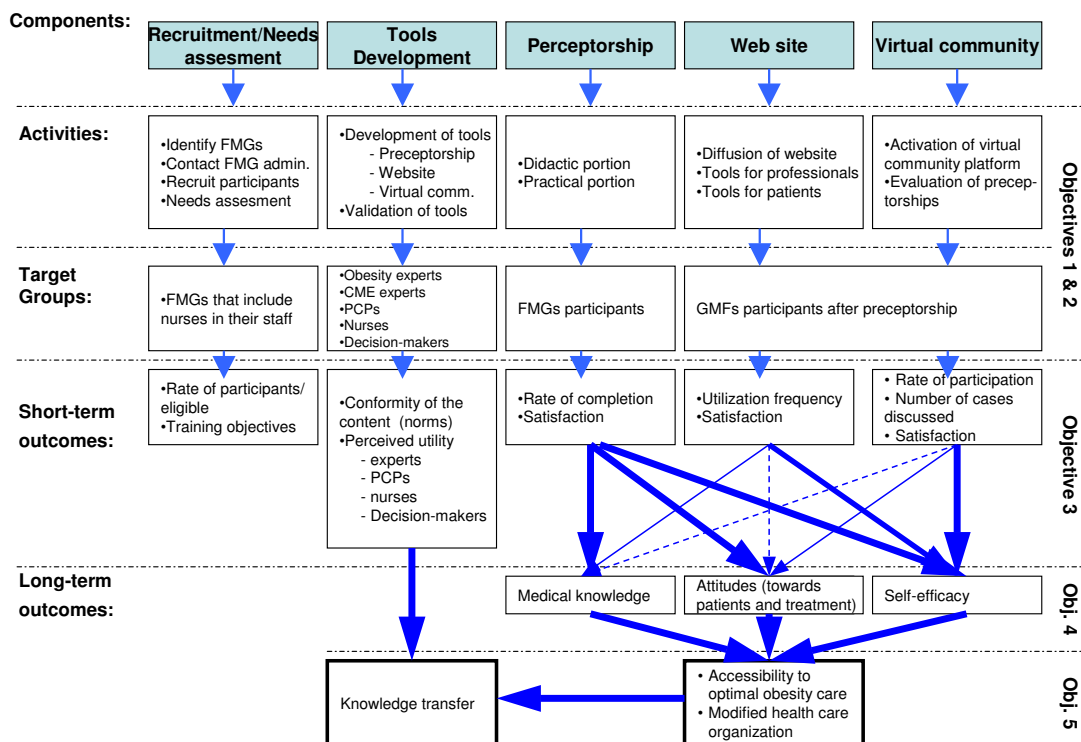 Components:
Recruitment/Needs
assesment
Tools
Development
Perceptorship
Web site
Virtual community
Activities:
•Identify FMGs
•Contact FMG admin.
•Recruit participants
•Needs assesment
•Development of tools
- Preceptorship
- Website
- Virtual comm.
•Validation of tools
•Didactic portion
•Practical portion
•Diffusion of website
•Tools for professionals
•Tools for patients
•Activation of virtual
community platform
•Evaluation of precep-
torships
Objectives 1 & 2
Target
Groups:
•FMGs that include
nurses in their staff
•Obesity experts
•CME experts
•PCPs
•Nurses
•Decision-makers
FMGs participants
GMFs participants after preceptorship
Short-term
outcomes:
•Rate of participants/
eligible
•Training objectives
•Conformity of the
content (norms)
•Perceived utility
- experts
- PCPs
- nurses
- Decision-makers
•Rate of completion
•Satisfaction
•Utilization frequency
•Satisfaction
• Rate of participation
• Number of cases
discussed
• Satisfaction
Objective 3
Long-term
outcomes:
Medical knowledge
Attitudes (towards
patients and treatment)
Self-efficacy
Obj. 4
Knowledge transfer
• Accessibility to
optimal obesity care
• Modified health care
organization
Obj. 5